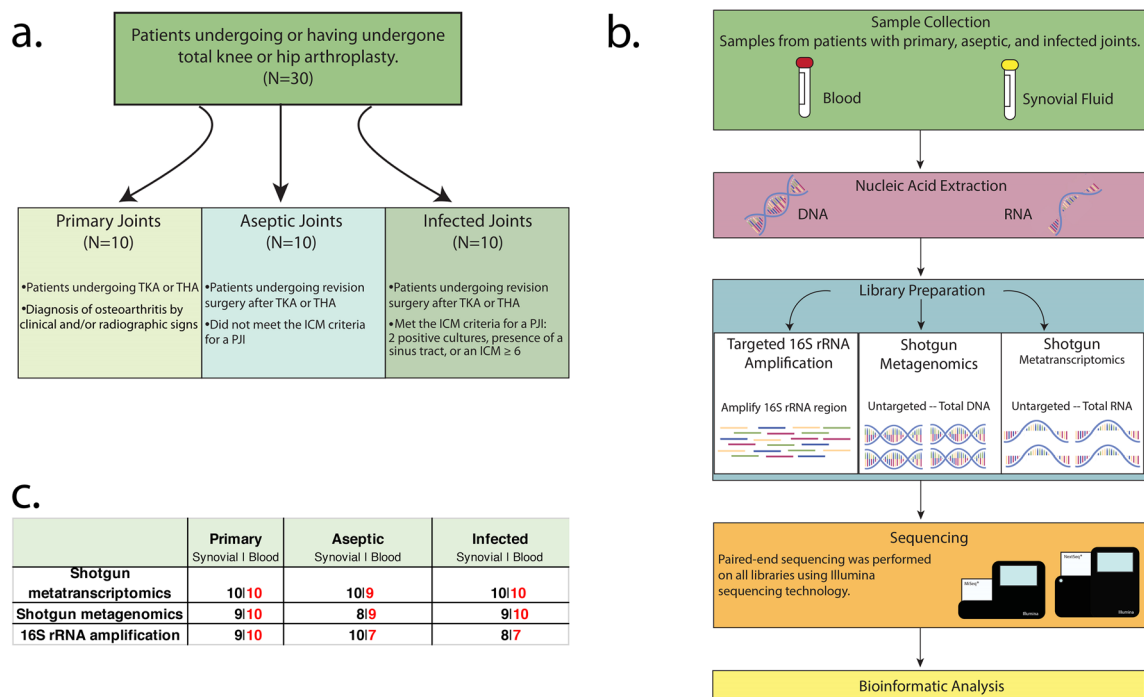 a.
Patients undergoing or having undergone
total knee or hip arthroplasty.
(N=30)
Primary Joints
(N=10)
•Patients undergoing TKA or THA
•Diagnosis of osteoarthritis by
clinical and/or radiographic signs
Aseptic Joints
(N=10)
•Patients undergoing revision
surgery after TKA or THA
•Did not meet the ICM criteria
for a PJI
Infected Joints
(N=10)
•Patients undergoing revision
surgery after TKA or THA
•Met the ICM criteria for a PJI:
2 positive cultures, presence of a
sinus tract, or an ICM ≥ 6
b.
Sample Collection
Samples from patients with primary, aseptic, and infected joints.
Blood
Synovial Fluid
Nucleic Acid Extraction
DNA
RNA
Library Preparation
Targeted 16S rRNA
Amplification
Amplify 16S rRNA region
Shotgun
Metagenomics
Untargeted -- Total DNA
Shotgun
Metatranscriptomics
Untargeted -- Total RNA
Sequencing
Paired-end sequencing was performed
on all libraries using Illumina
sequencing technology.
MiSeq®
Illumina
NextSeq®
Illumina
Bioinformatic Analysis
c.
Primary Aseptic Infected
Synovial | Blood Synovial | Blood Synovial | Blood
Shotgun
metatranscriptomics 10|10 10|9 10|10
Shotgun metagenomics 9|10 8|9 9|10
16S rRNA amplification 9|10 10|7 8|7